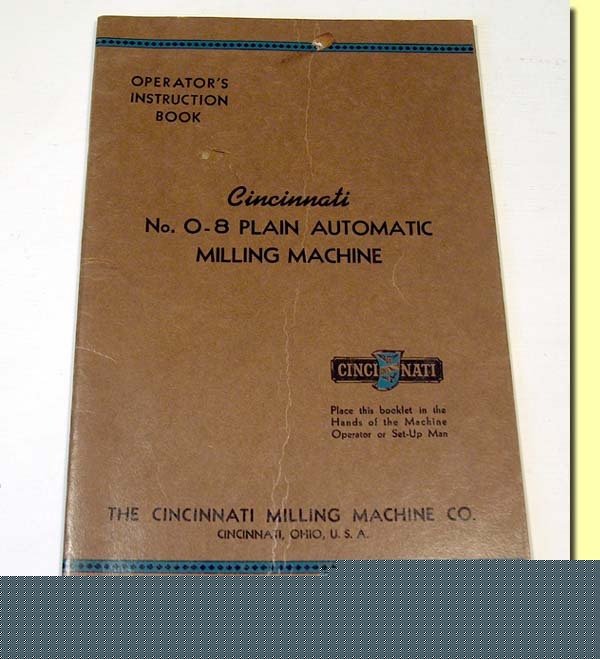 OPERATOR'S
INSTRUCTION
BOOK
Cincinnati
No. O-8 PLAIN AUTOMATIC
MILLING MACHINE
CINCINNATI
Place this booklet in the
Hands of the Machine
Operator or Set-Up Man
THE CINCINNATI MILLING MACHINE CO.
CINCINNATI, OHIO, U. S. A.